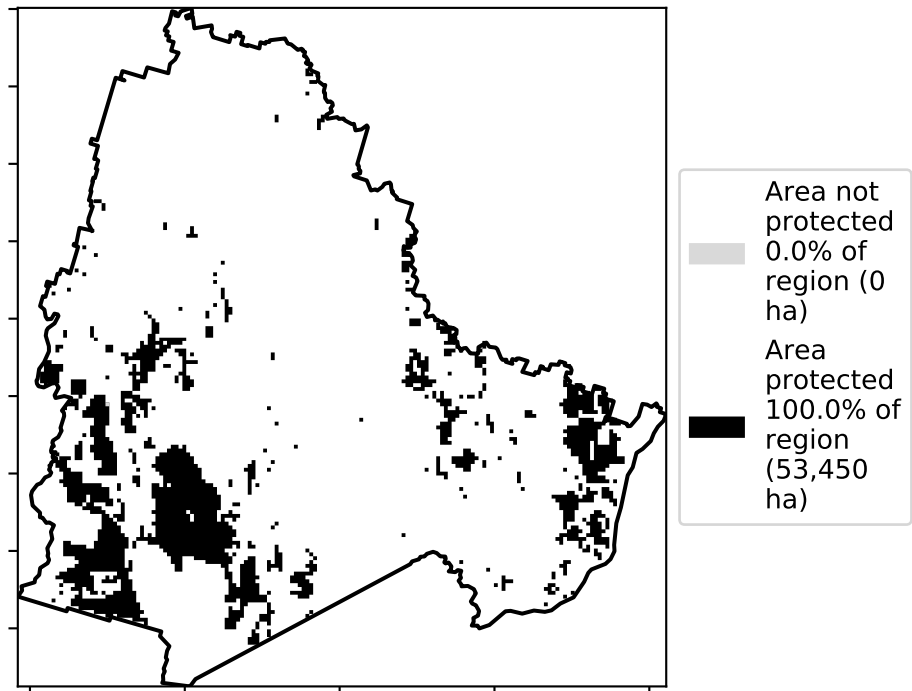 Area not
protected
0.0% of
region (0
ha)
Area
protected
100.0% of
region
(53,450
ha)